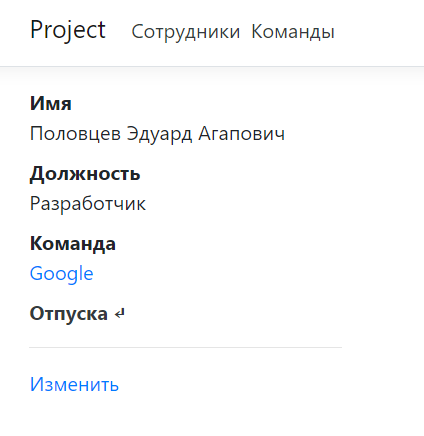 Project Сотрудники Команды
Имя
Половцев Эдуард Агапович
Должность
Разработчик
Команда
Google
Отпуска ↵
Изменить